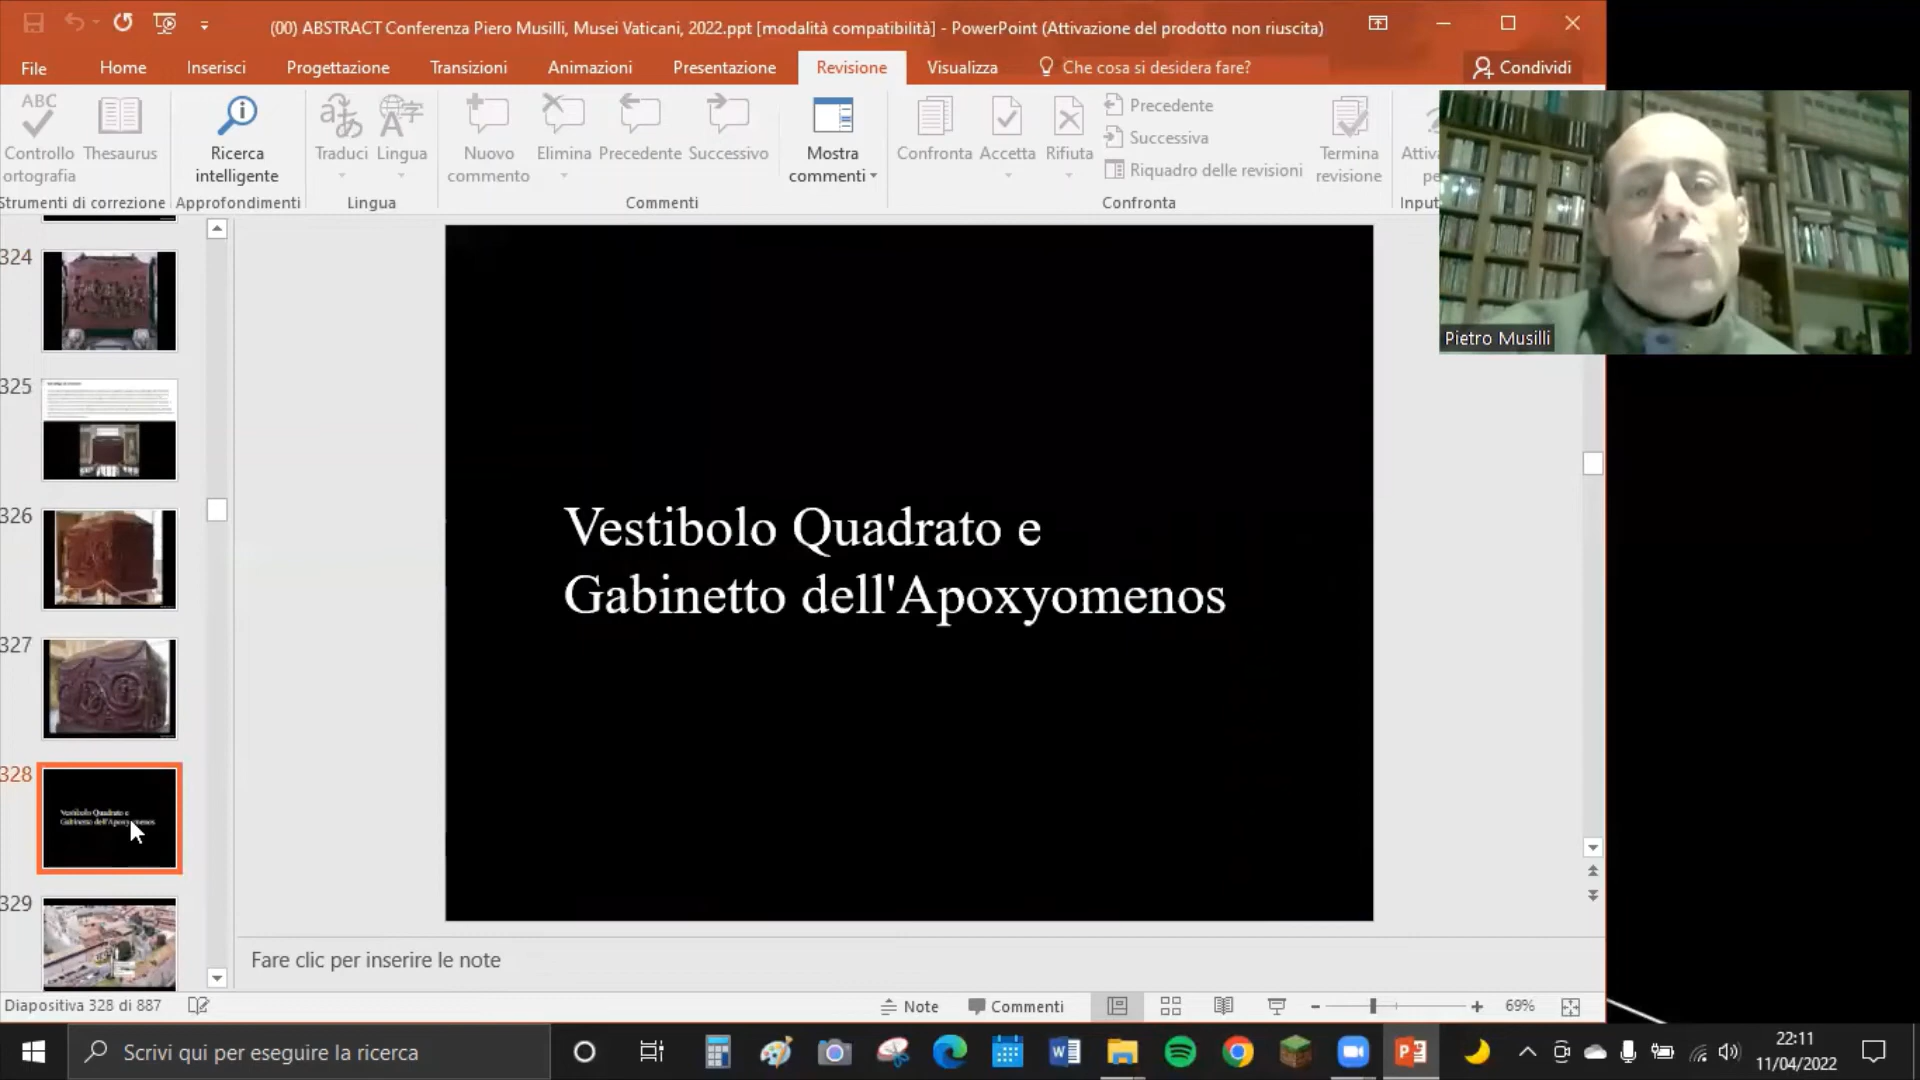 (00) ABSTRACT Conferenza Piero Musilli, Musei Vaticani, 2022.ppt [modalità compatibilità] - PowerPoint (Attivazione del prodotto non riuscita)
File Home Inserisci Progettazione Transizioni Animazioni Presentazione Revisione Visualizza Che cosa si desidera fare? Condividi
ABC
Controllo ortografia
Thesaurus
Strumenti di correzione
Ricerca intelligente
Approfondimenti
Traduci
Lingua
Lingua
Nuovo commento
Elimina
Precedente
Successivo
Mostra commenti
Commenti
Confronta
Accetta
Rifiuta
Precedente
Successiva
Riquadro delle revisioni
Termina revisione
Confronta
Input
Pietro Musilli
324
325
326
327
328
Vestibolo Quadrato e
Gabinetto dell'Apoxyomenos
329
Vestibolo Quadrato e
Gabinetto dell'Apoxyomenos
Fare clic per inserire le note
Diapositiva 328 di 887
Note
Commenti
69%
Scrivi qui per eseguire la ricerca
22:11
11/04/2022